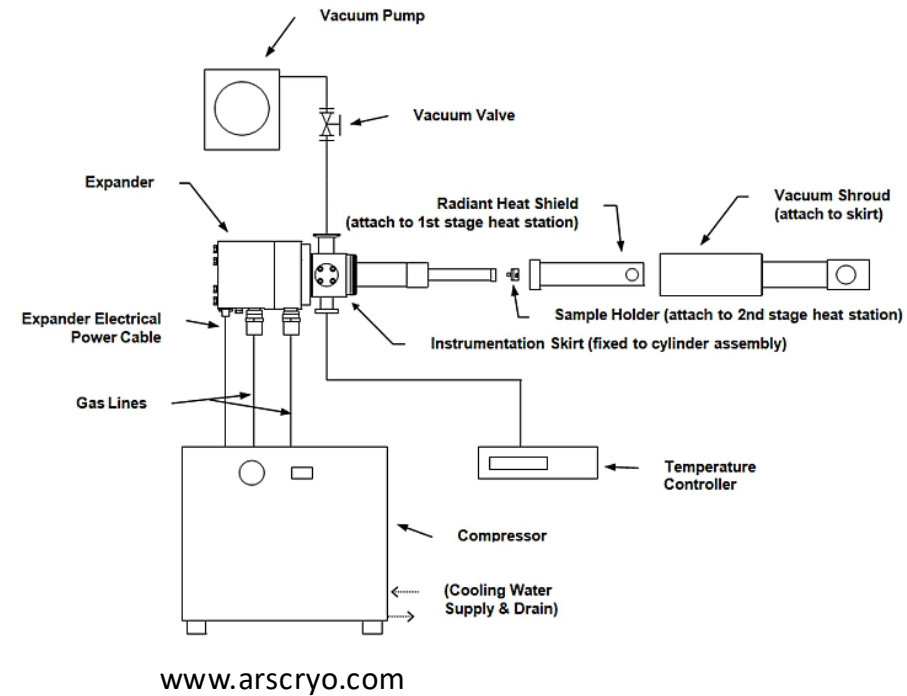 Vacuum Pump
Vacuum Valve
Expander
Radiant Heat Shield
(attach to 1st stage heat station)
Vacuum Shroud
(attach to skirt)
Expander Electrical
Power Cable
Sample Holder (attach to 2nd stage heat station)
Instrumentation Skirt (fixed to cylinder assembly)
Gas Lines
Temperature
Controller
Compressor
(Cooling Water
Supply & Drain)
www.arscryo.com